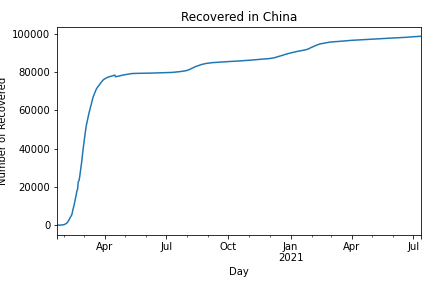 Recovered in China
Number of Recovered
100000
80000
60000
40000
20000
0
Apr
Jul
Oct
Jan
2021
Apr
Jul
Day